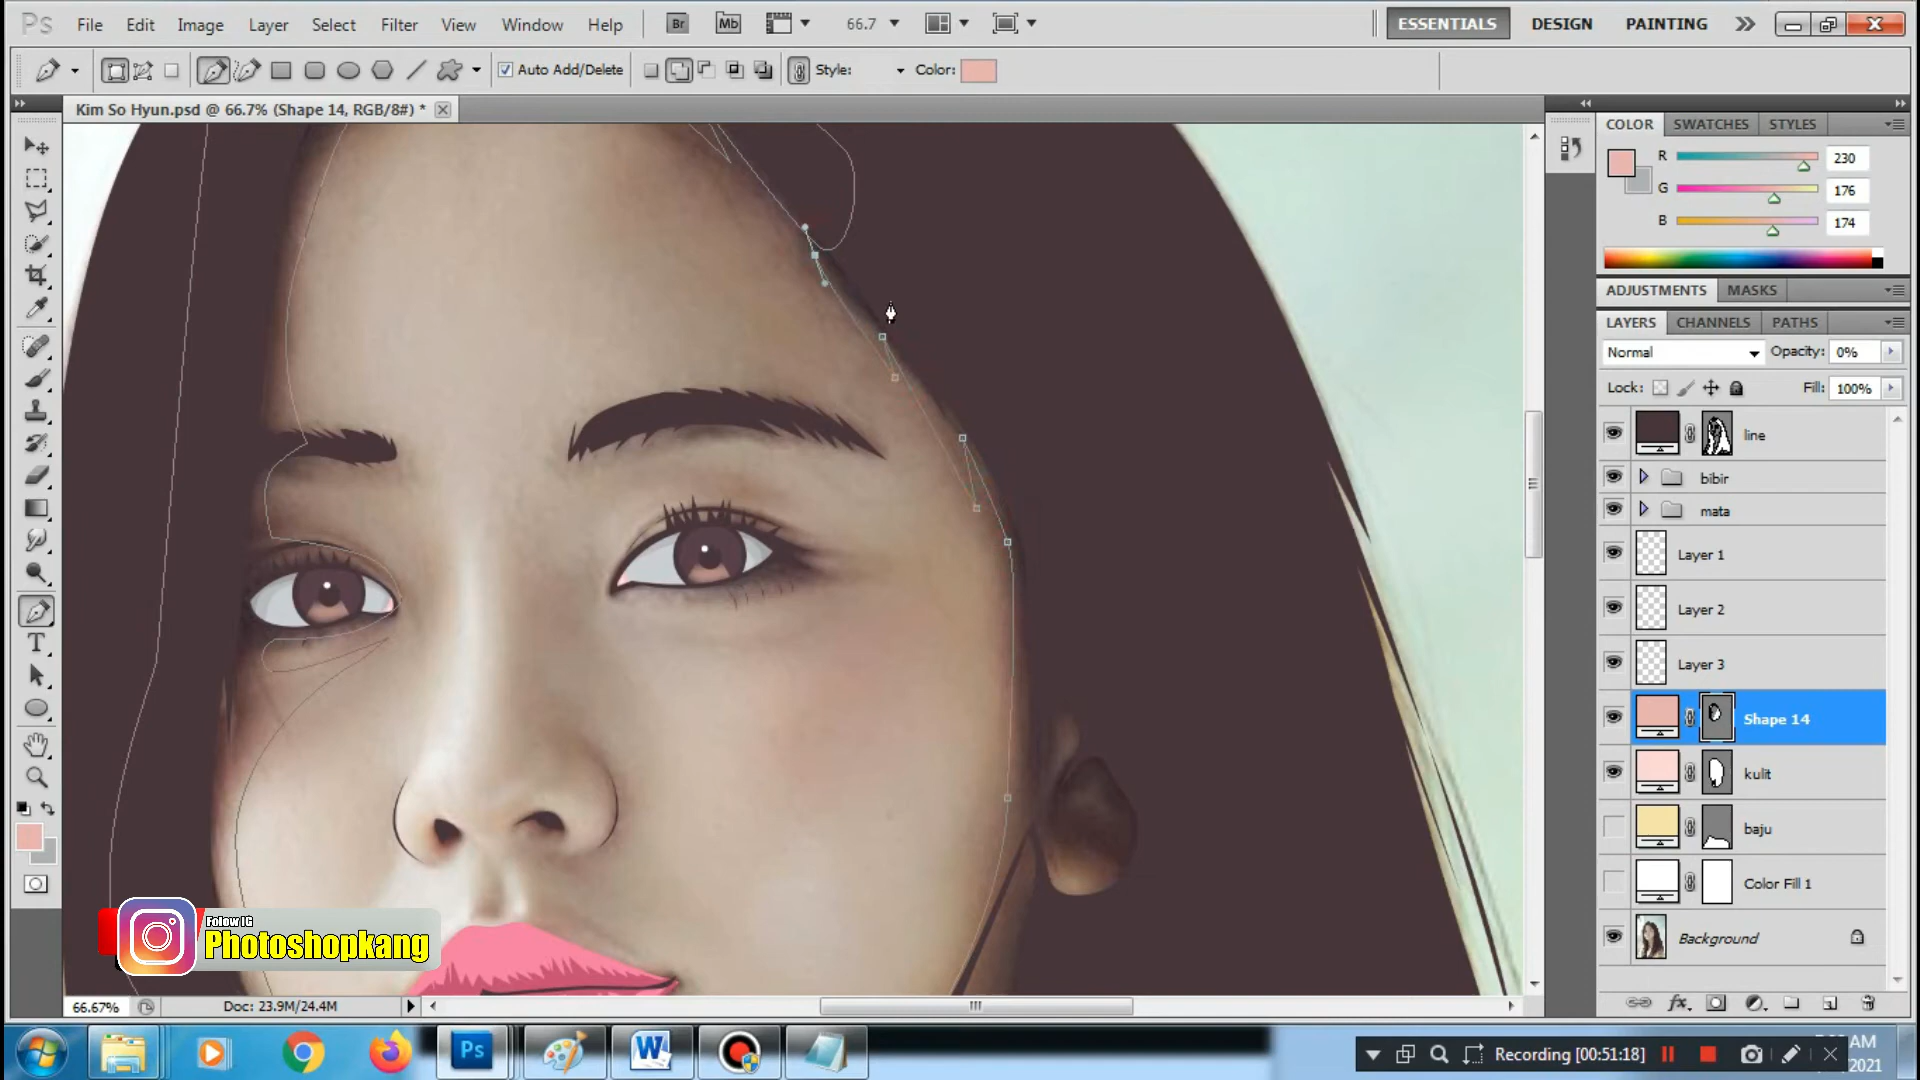 Ps File Edit Image Layer Select Filter Analysis View Window Help Br Mb 66.7 ESSENTIALS DESIGN PAINTING
Auto Add/Delete Style: Color:
Kim So Hyun.psd @ 66.7% (Shape 14, RGB/8#) *
COLOR SWATCHES STYLES
R 230
G 176
B 174
ADJUSTMENTS MASKS
LAYERS CHANNELS PATHS
Normal Opacity: 0%
Lock: Fill: 100%
line
bibir
mata
Layer 1
Layer 2
Layer 3
Shape 14
kulit
baju
Color Fill 1
Background
Folow IG
Photoshopkang
66.67% Doc: 23.9M/24.4M
Ps W Recording [00:51:18] AM
2021